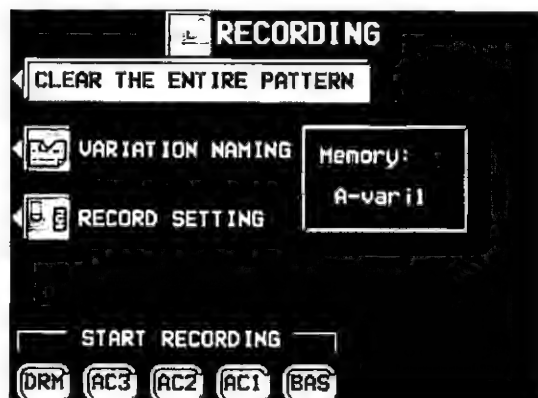 RECORDING
CLEAR THE ENTIRE PATTERN
VARIATION NAMING
Memory:
A-vari1
RECORD SETTING
START RECORDING
DRM AC3 AC2 AC1 BAS